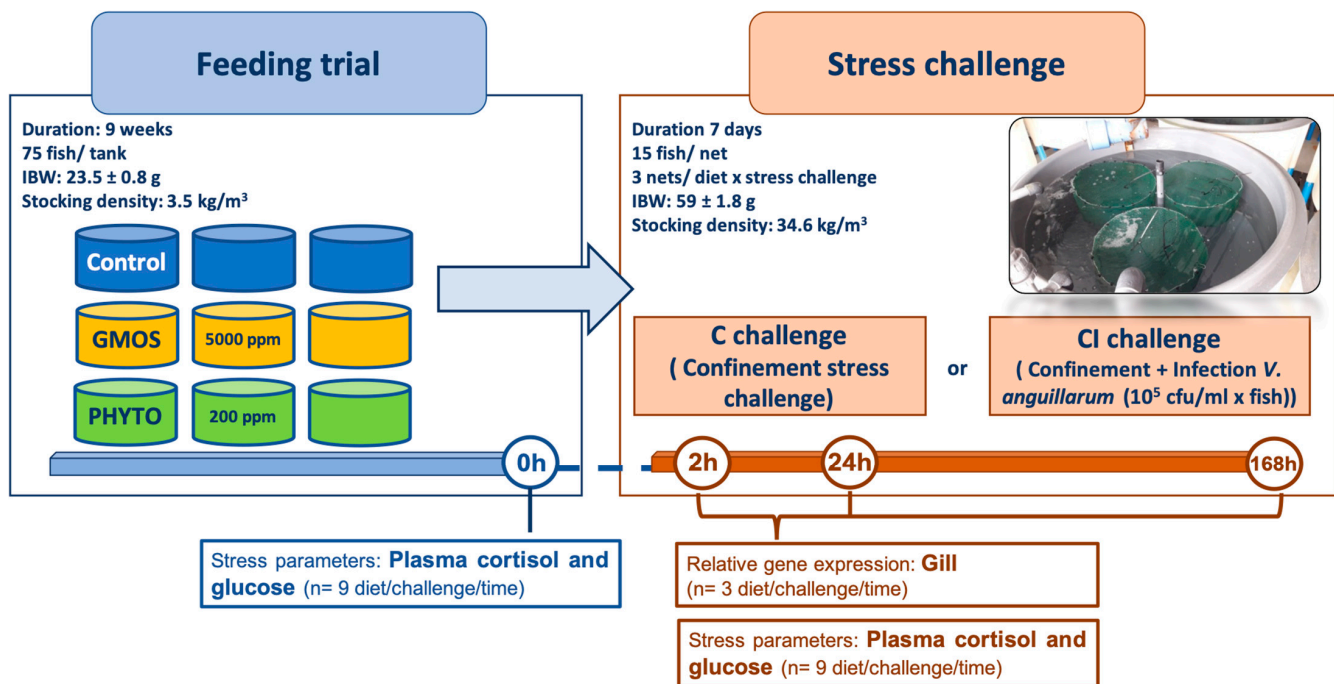 Feeding trial
Duration: 9 weeks
75 fish/ tank
IBW: 23.5 ± 0.8 g
Stocking density: 3.5 kg/m³
Control
GMOS
5000 ppm
PHYTO
200 ppm
0h
Stress parameters: Plasma cortisol and
glucose (n= 9 diet/challenge/time)
Stress challenge
Duration 7 days
15 fish/ net
3 nets/ diet x stress challenge
IBW: 59 ± 1.8 g
Stocking density: 34.6 kg/m³
C challenge
( Confinement stress
challenge)
or
CI challenge
( Confinement + Infection V.
anguillarum (10⁵ cfu/ml x fish))
2h
24h
168h
Relative gene expression: Gill
(n= 3 diet/challenge/time)
Stress parameters: Plasma cortisol and
glucose (n= 9 diet/challenge/time)